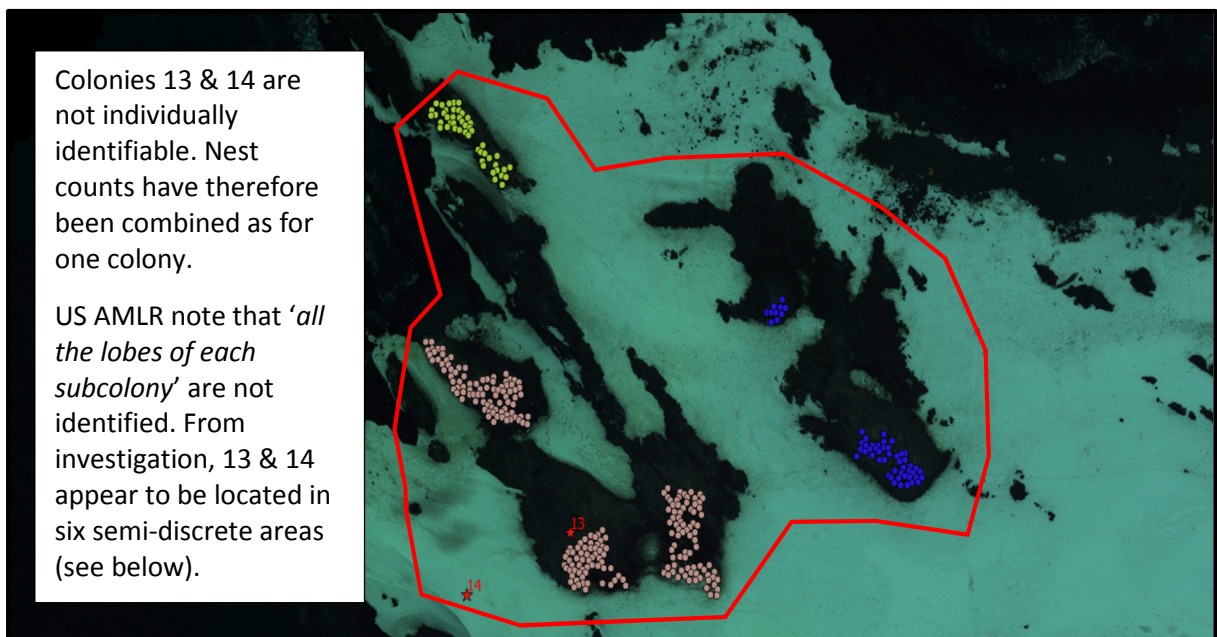 Colonies 13 & 14 are
not individually
identifiable. Nest
counts have therefore
been combined as for
one colony.
US AMLR note that ‘all
the lobes of each
subcolony’ are not
identified. From
investigation, 13 & 14
appear to be located in
six semi-discrete areas
(see below).
13
14